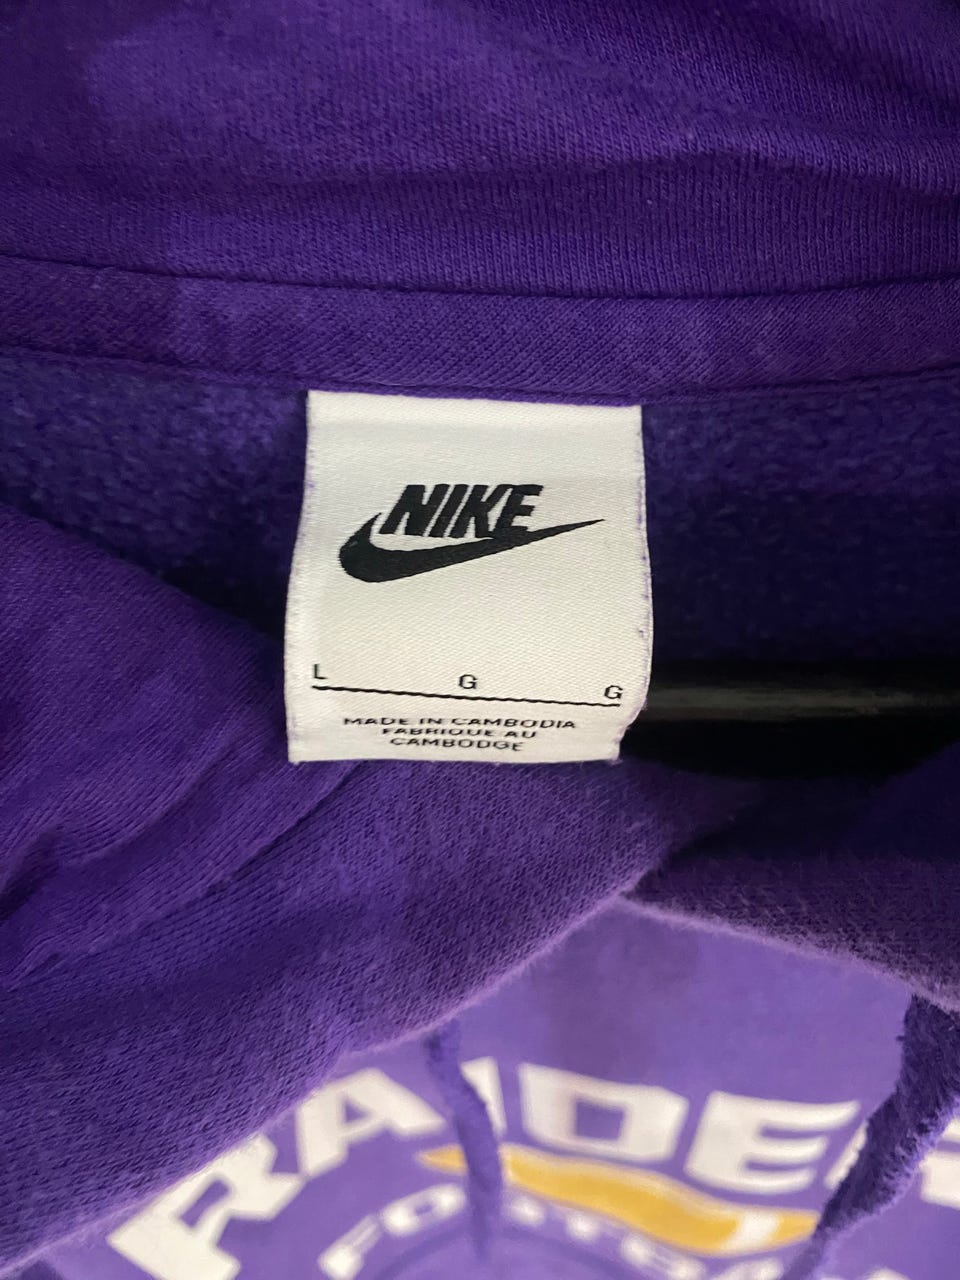 NIKE
L G G
MADE IN CAMBODIA
FABRIQUE AU
CAMBODGE